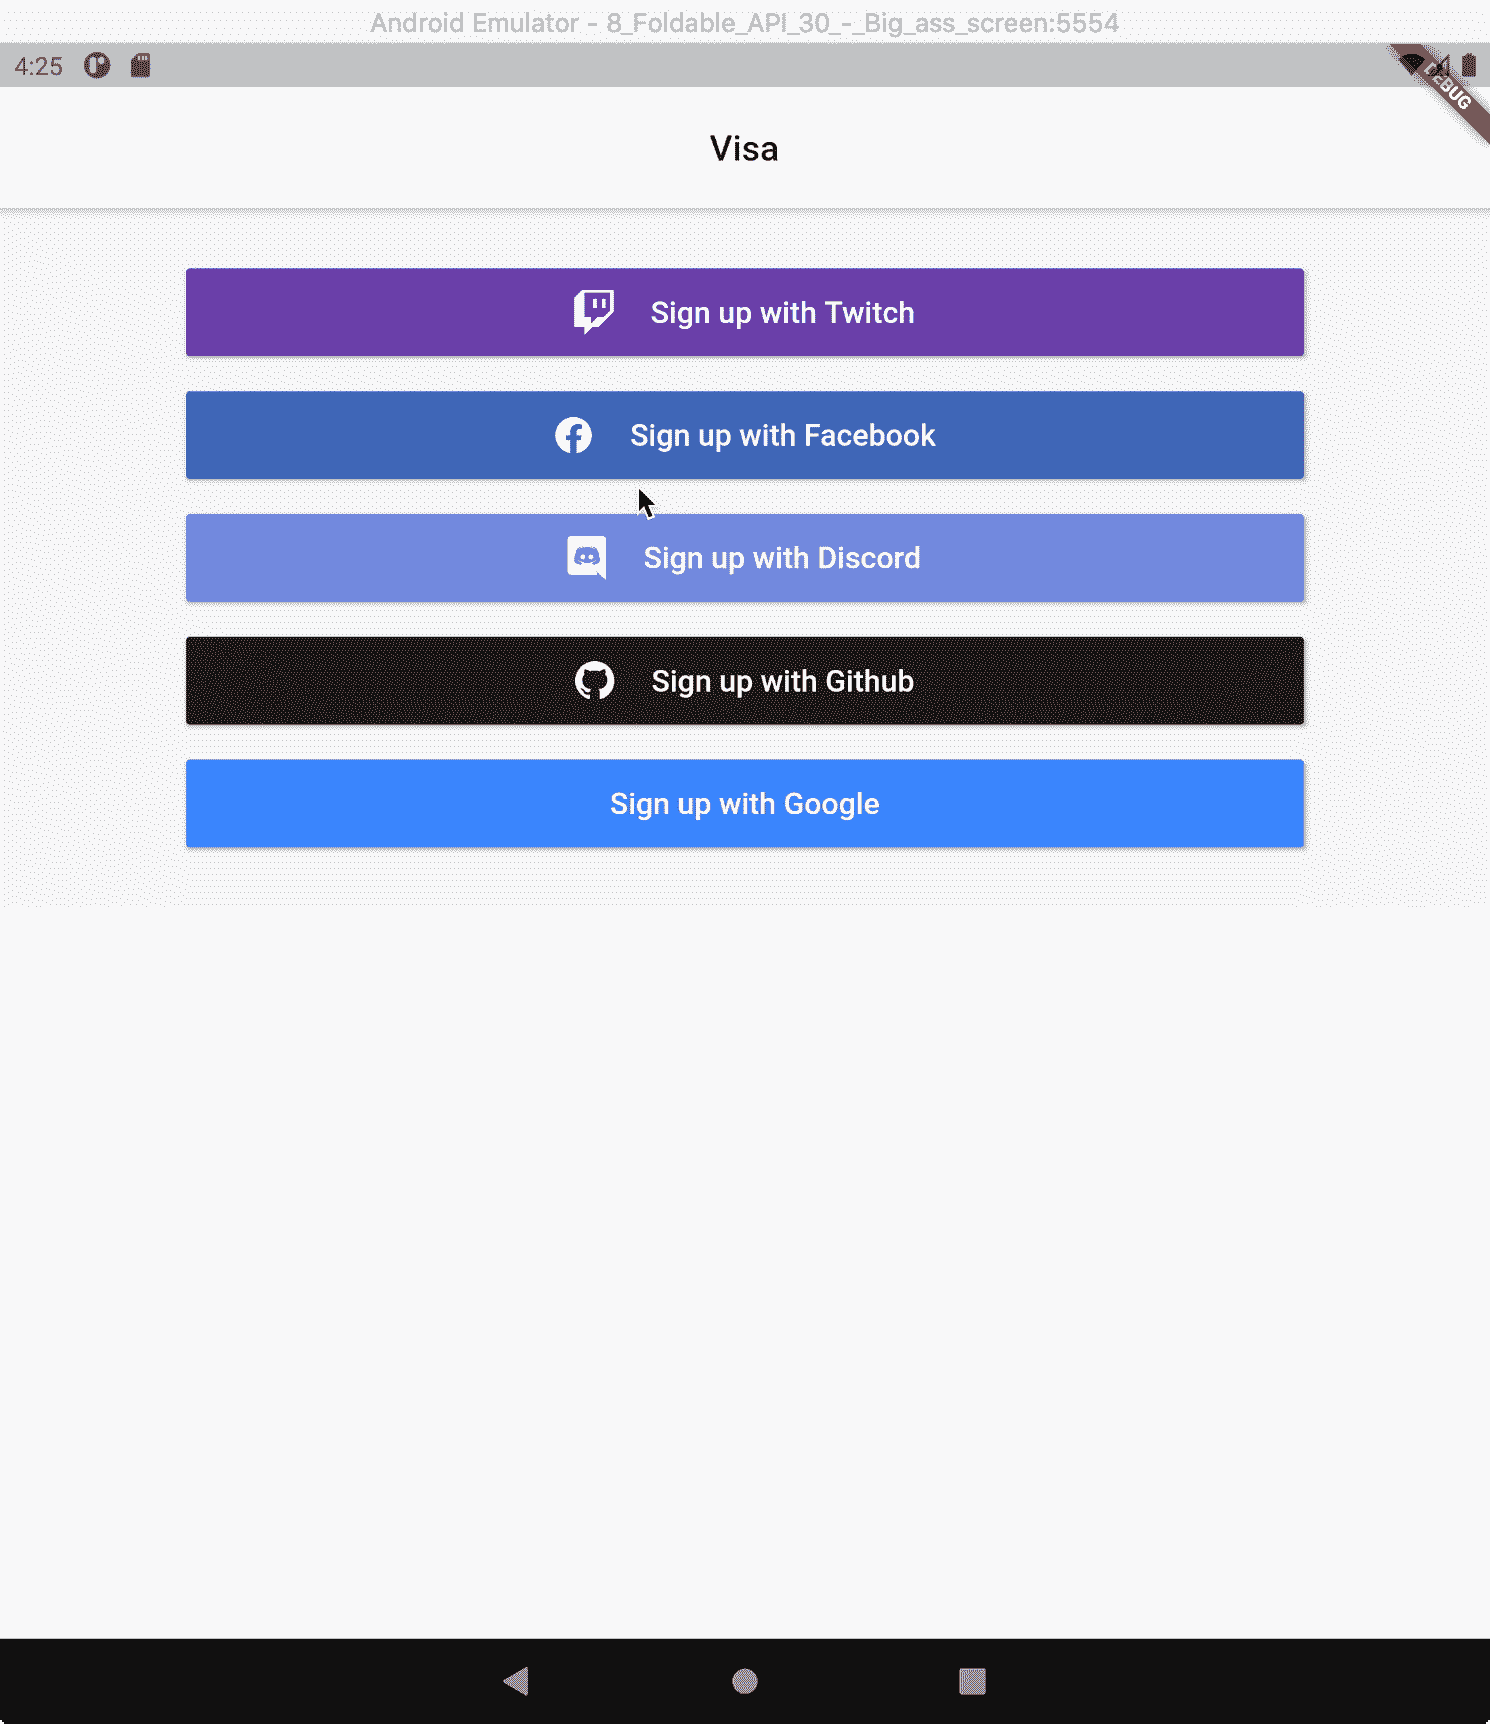 Android Emulator - 8_Foldable_API_30_-_Big_ass_screen:5554
4:25
DEBUG
Visa
Sign up with Twitch
Sign up with Facebook
Sign up with Discord
Sign up with Github
Sign up with Google